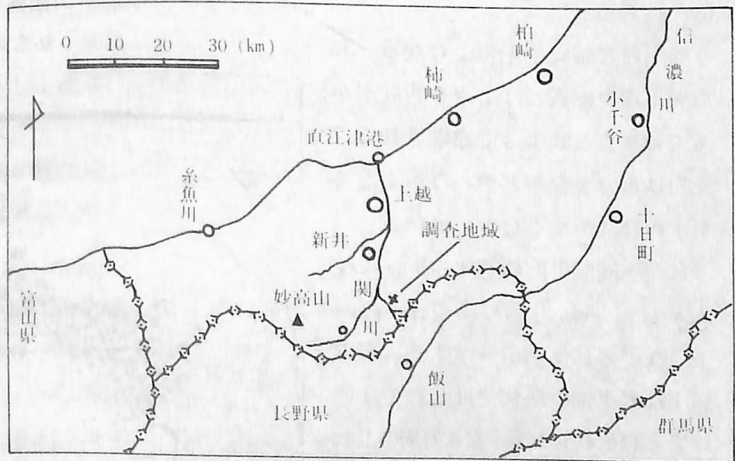 0 10 20 30 (km)
柏崎
信濃川
柿崎
小千谷
直江津港
糸魚川
上越
新井
調査地域
十日町
富山県
妙高山
関川
飯山
長野県
群馬県